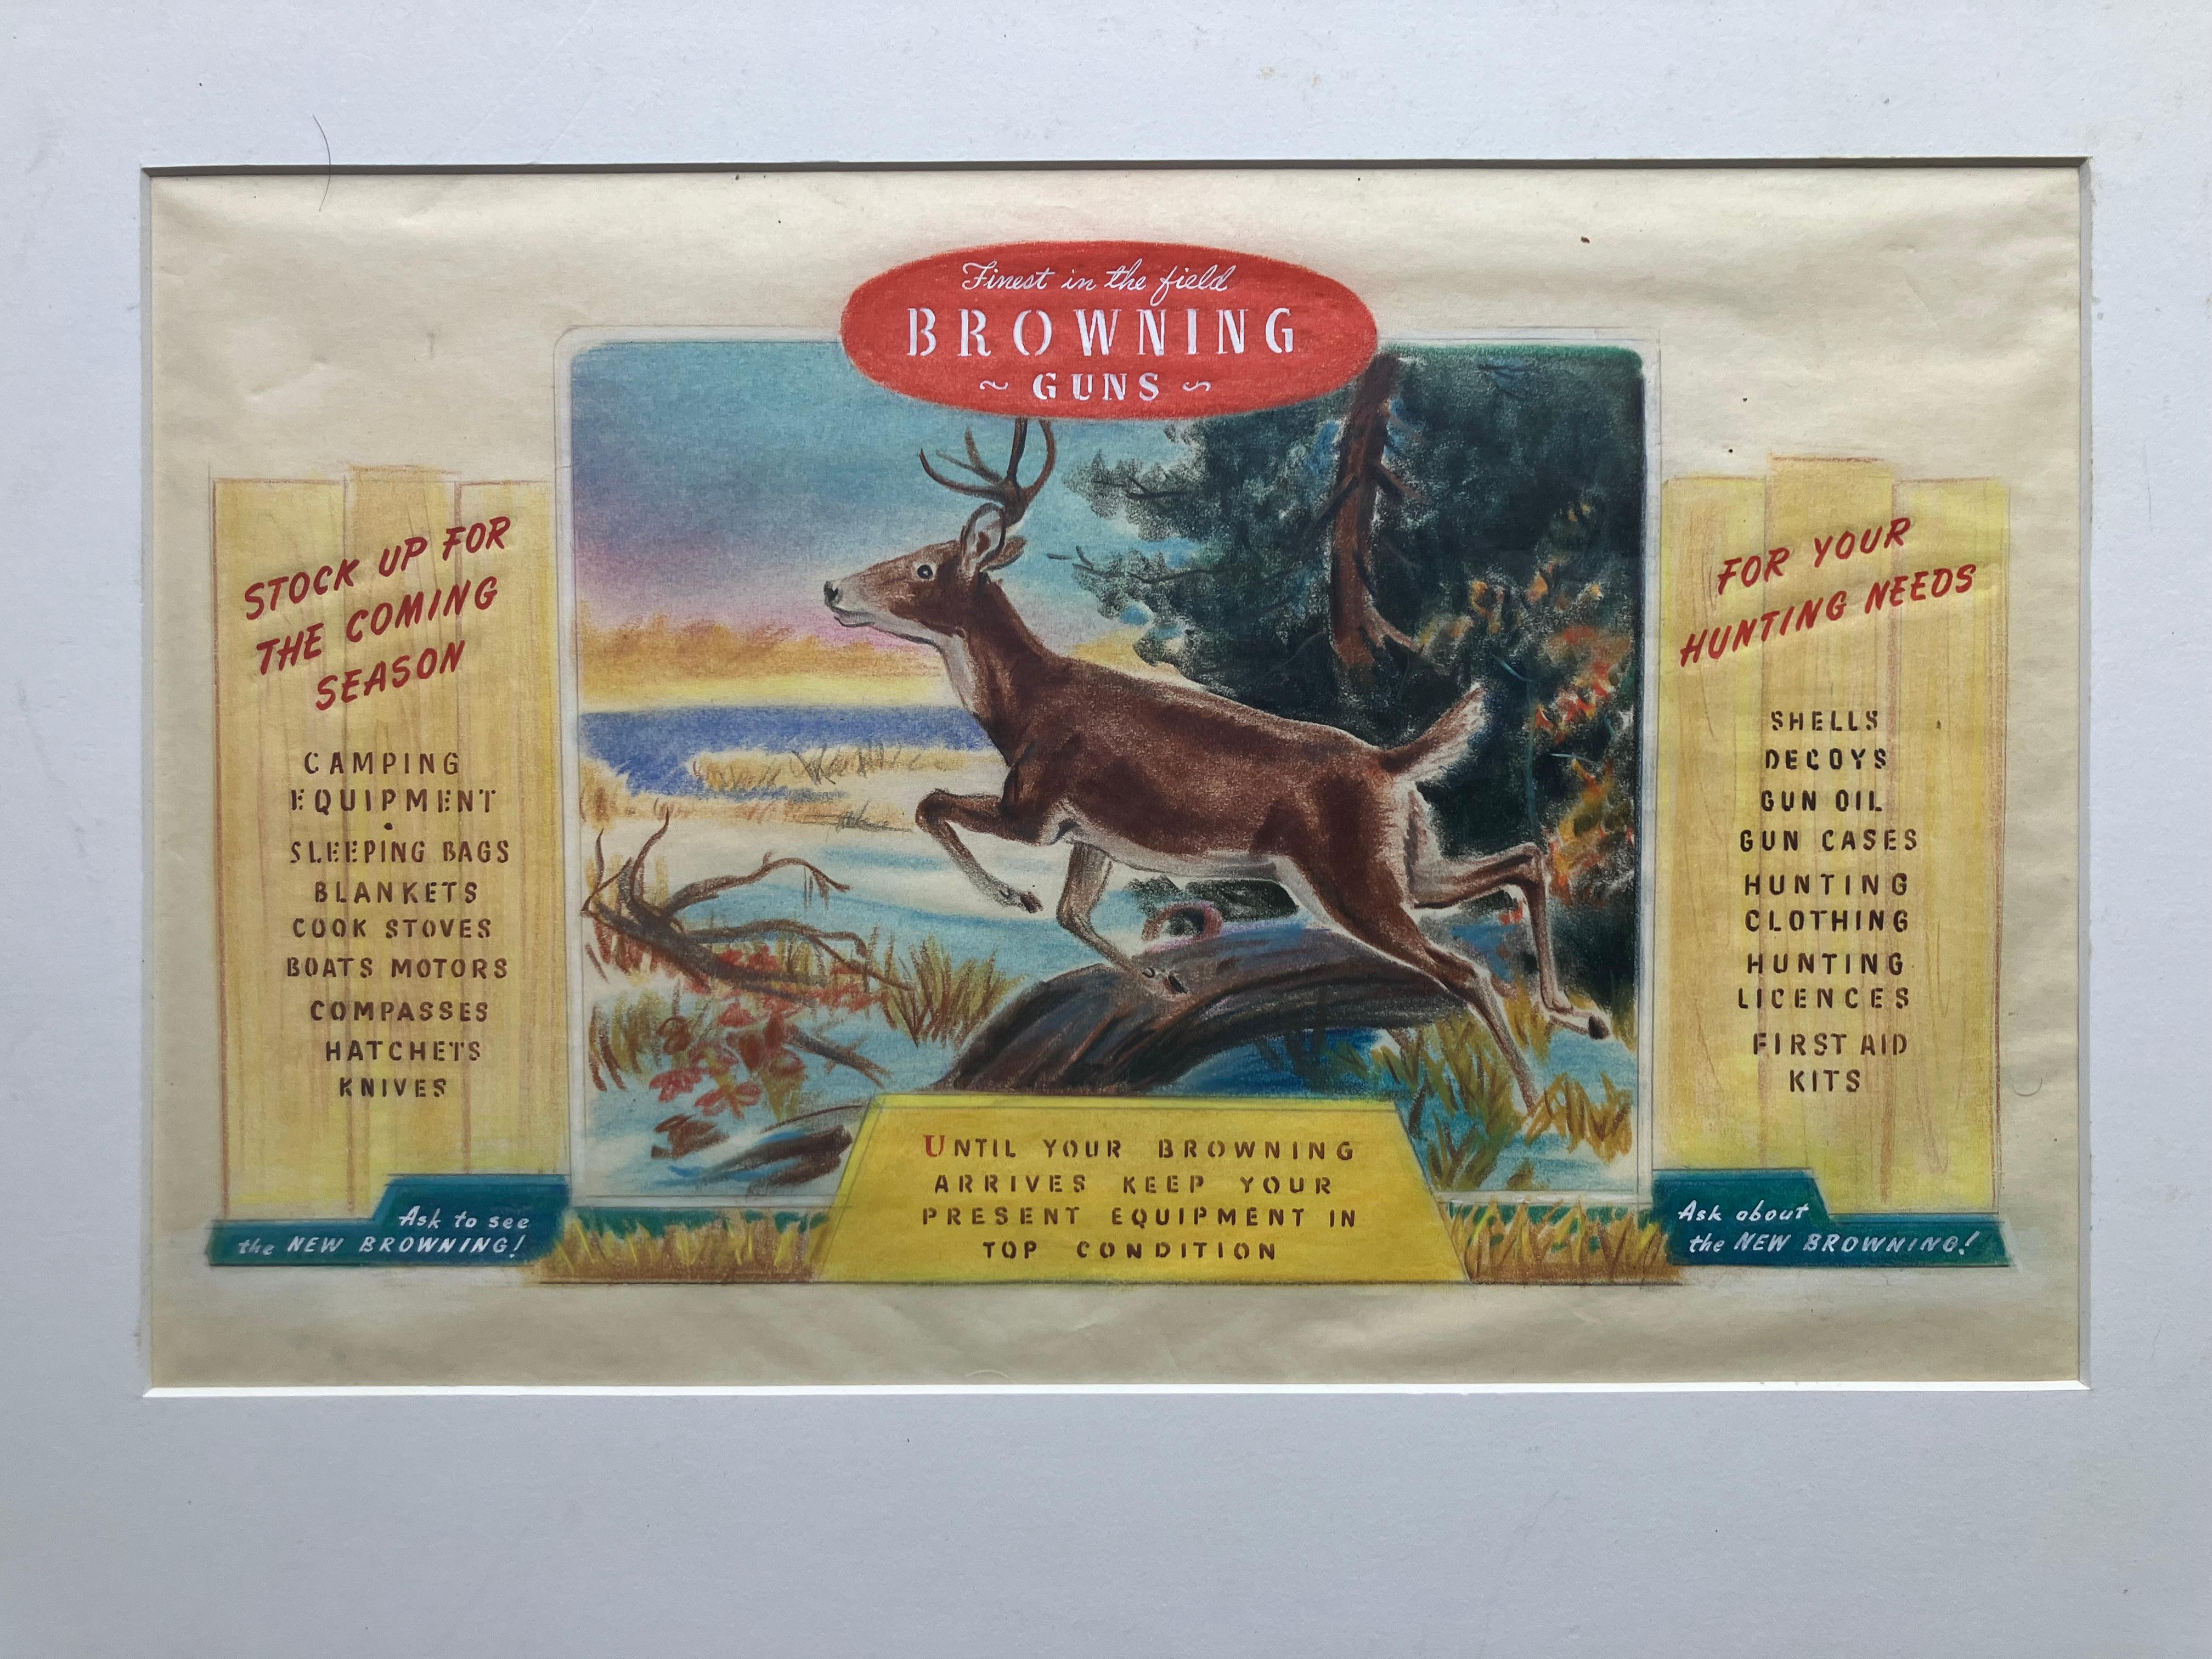 Finest in the field
BROWNING
~ GUNS ~
STOCK UP FOR
THE COMING
SEASON
CAMPING
EQUIPMENT
•
SLEEPING BAGS
BLANKETS
COOK STOVES
BOATS MOTORS
COMPASSES
HATCHETS
KNIVES
Ask to see
the NEW BROWNING!
UNTIL YOUR BROWNING
ARRIVES KEEP YOUR
PRESENT EQUIPMENT IN
TOP CONDITION
FOR YOUR
HUNTING NEEDS
SHELLS
DECOYS
GUN OIL
GUN CASES
HUNTING
CLOTHING
HUNTING
LICENCES
FIRST AID
KITS
Ask about
the NEW BROWNING!